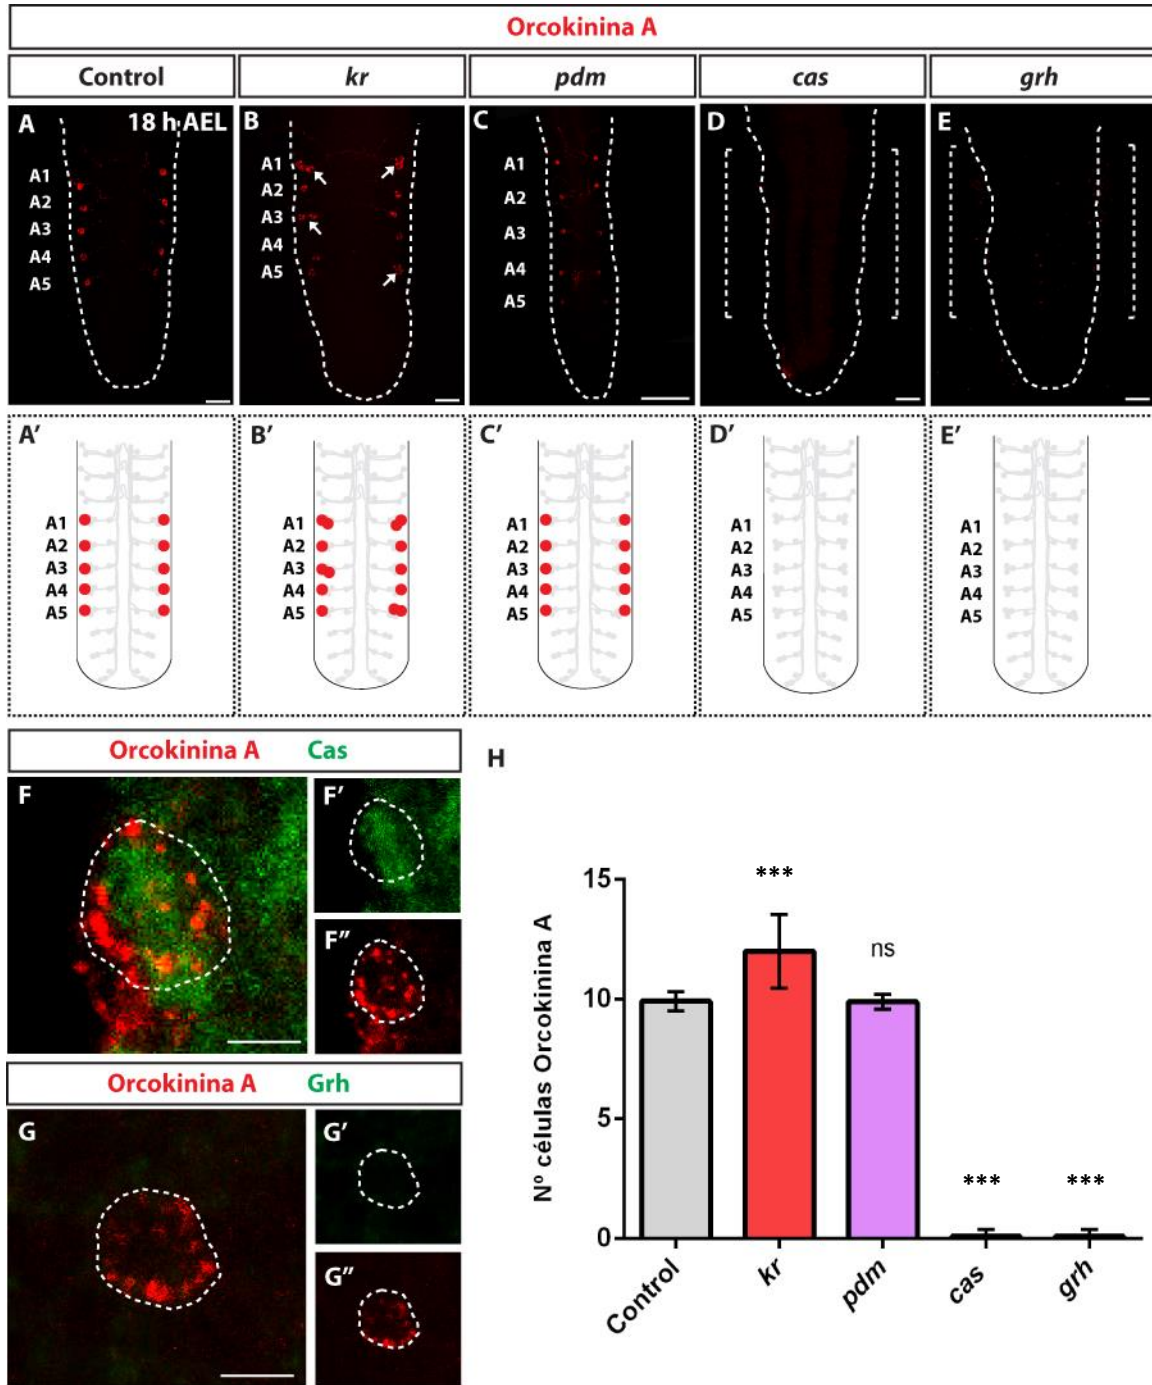 Orcokinina A
Control kr pdm cas grh
A 18 h AEL B C D E
A1 A1 A1
A2 A2 A2
A3 A3 A3
A4 A4 A4
A5 A5 A5
A' B' C' D' E'
A1 A1 A1 A1 A1
A2 A2 A2 A2 A2
A3 A3 A3 A3 A3
A4 A4 A4 A4 A4
A5 A5 A5 A5 A5
Orcokinina A Cas
F F'
F''
Orcokinina A Grh
G G'
G''
H
Nº células Orcokinina A
15
10
5
0
***
ns
*** ***
Control kr pdm cas grh